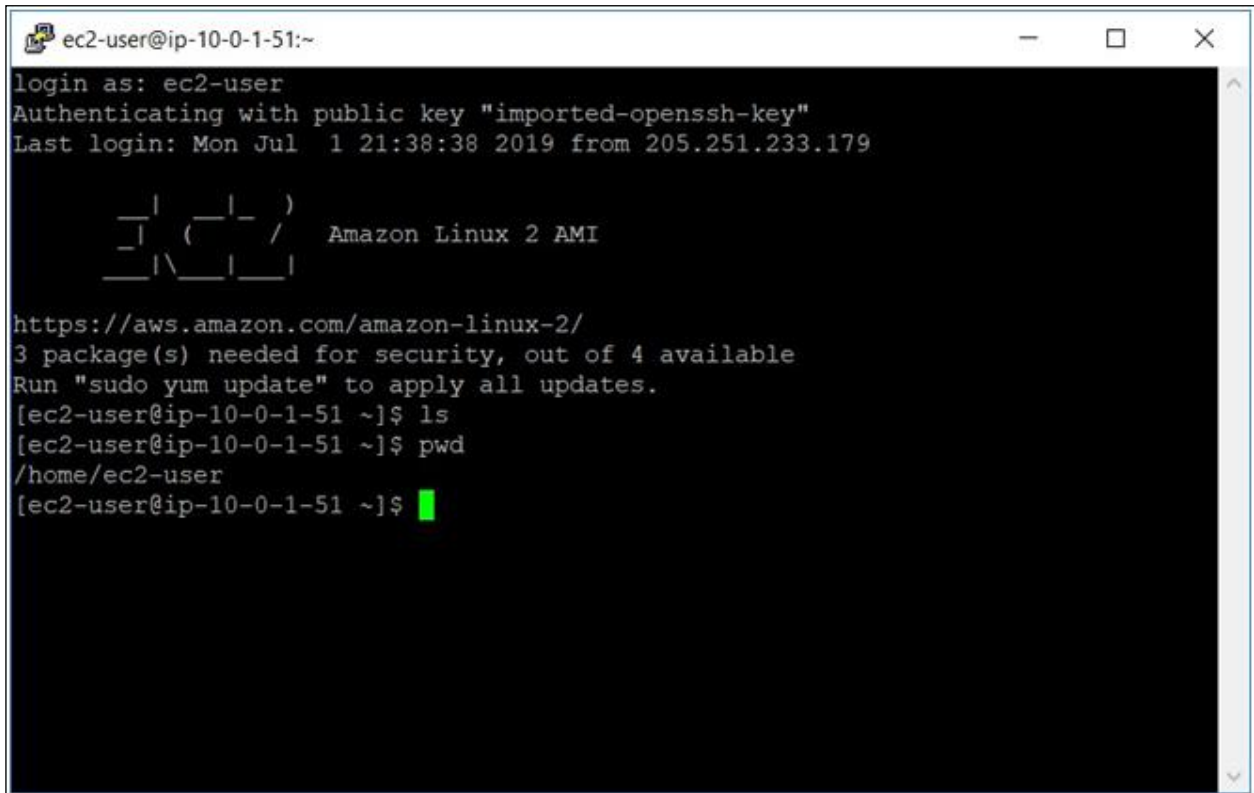 ec2-user@ip-10-0-1-51:~
login as: ec2-user
Authenticating with public key "imported-openssh-key"
Last login: Mon Jul  1 21:38:38 2019 from 205.251.233.179
       __|  __|_  )
       _|  (     /   Amazon Linux 2 AMI
      ___|\___|___|
https://aws.amazon.com/amazon-linux-2/
3 package(s) needed for security, out of 4 available
Run "sudo yum update" to apply all updates.
[ec2-user@ip-10-0-1-51 ~]$ ls
[ec2-user@ip-10-0-1-51 ~]$ pwd
/home/ec2-user
[ec2-user@ip-10-0-1-51 ~]$